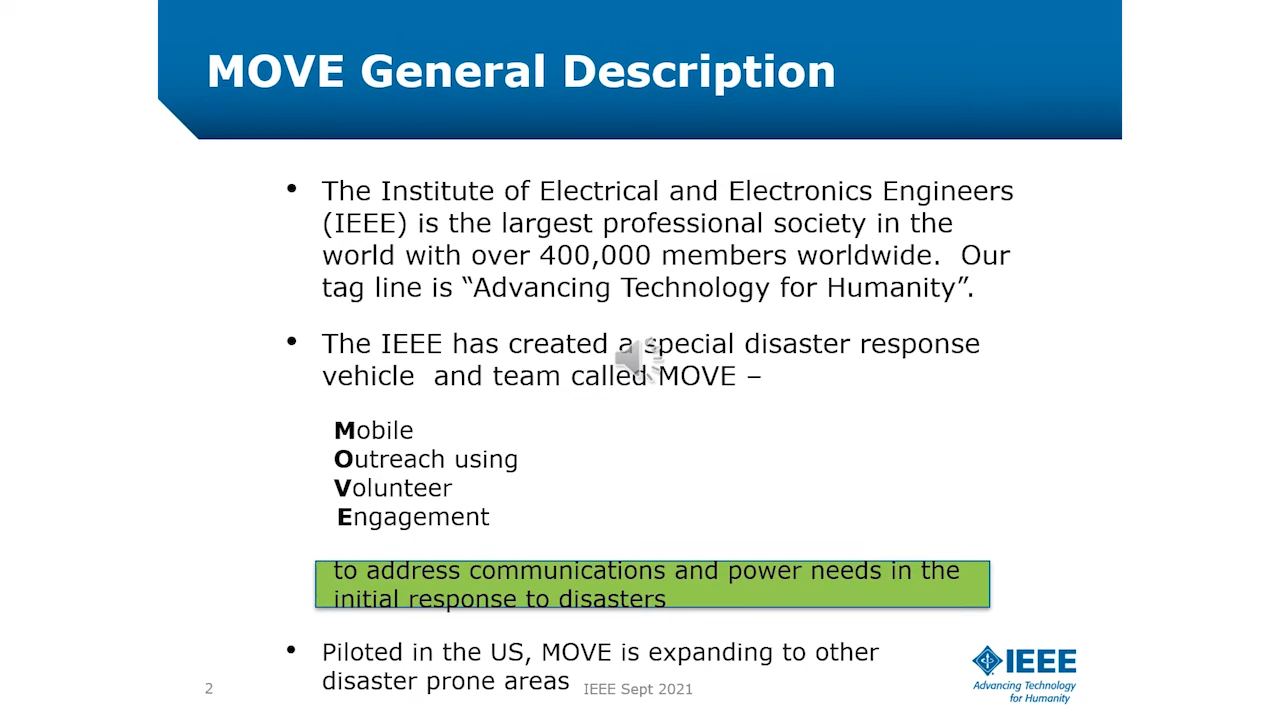 MOVE General Description
• The Institute of Electrical and Electronics Engineers
(IEEE) is the largest professional society in the
world with over 400,000 members worldwide.  Our
tag line is “Advancing Technology for Humanity”.
• The IEEE has created a special disaster response
vehicle  and team called MOVE –
Mobile
Outreach using
Volunteer
Engagement
to address communications and power needs in the
initial response to disasters
• Piloted in the US, MOVE is expanding to other
disaster prone areas
2
IEEE Sept 2021
IEEE
Advancing Technology
for Humanity